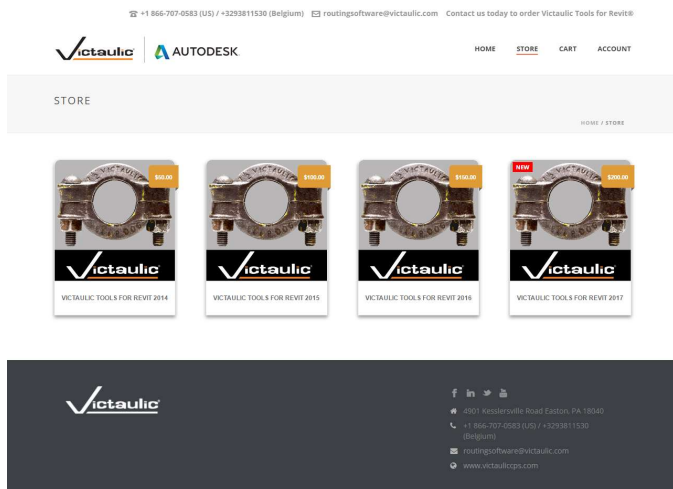 +1 866-707-0583 (US) / +3293811530 (Belgium) routingsoftware@victaulic.com Contact us today to order Victaulic Tools for Revit®
Victaulic AUTODESK
HOME STORE CART ACCOUNT
STORE
HOME / STORE
$50.00 $100.00 $150.00 NEW $200.00
Victaulic Victaulic Victaulic Victaulic
VICTAULIC TOOLS FOR REVIT 2014 VICTAULIC TOOLS FOR REVIT 2015 VICTAULIC TOOLS FOR REVIT 2016 VICTAULIC TOOLS FOR REVIT 2017
Victaulic
4901 Kesslersville Road Easton, PA 18040
+1 866-707-0583 (US) / +3293811530
(Belgium)
routingsoftware@victaulic.com
www.victauliccps.com